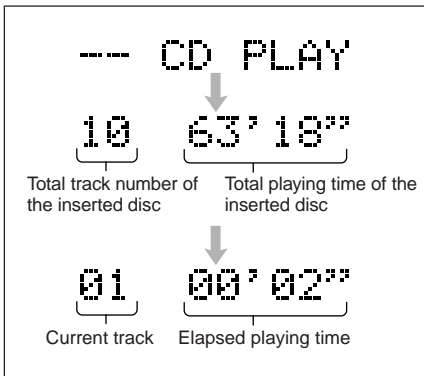 -- CD PLAY
10 63’18”
Total track number of Total playing time of the
the inserted disc inserted disc
01 00’02”
Current track Elapsed playing time